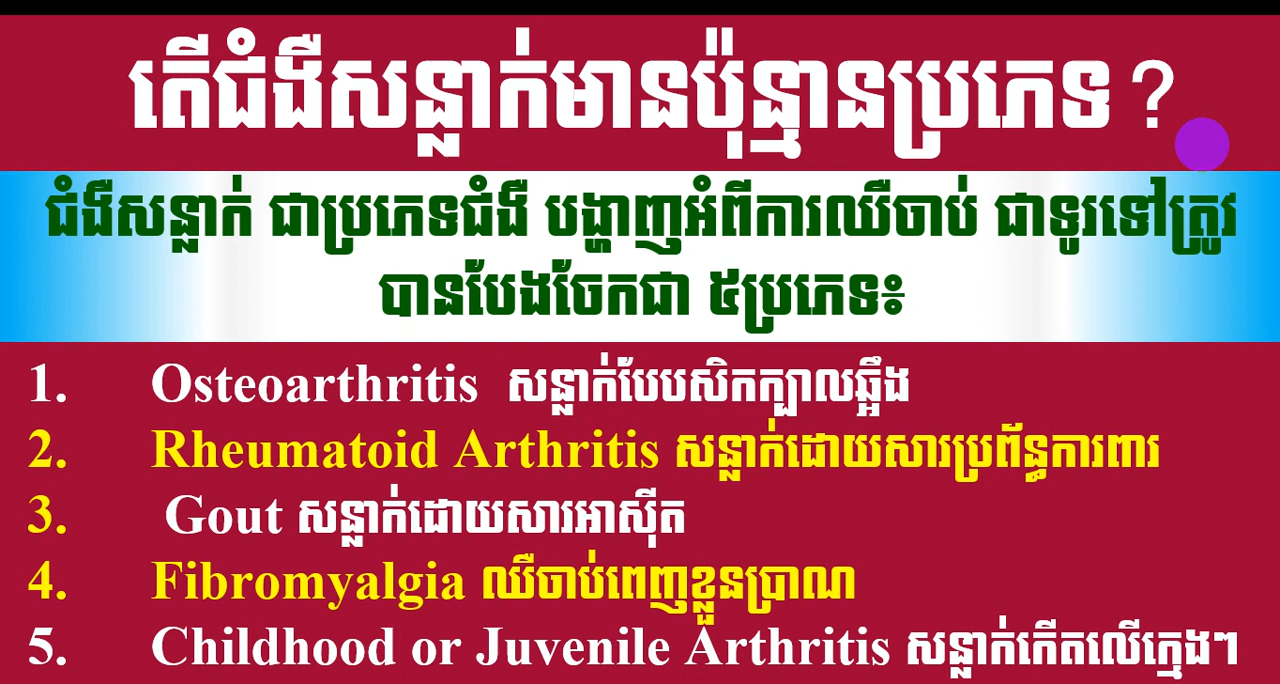 តើជំងឺសន្លាក់មានប៉ុន្មានប្រភេទ?
ជំងឺសន្លាក់ ជាប្រភេទជំងឺ បង្ហាញអំពីការឈឺចាប់ ជាទូរទៅត្រូវ
បានបែងចែកជា ៥ប្រភេទ៖
1. Osteoarthritis សន្លាក់បែបសិកក្បាលឆ្អឹង
2. Rheumatoid Arthritis សន្លាក់ដោយសារប្រព័ន្ធការពារ
3. Gout សន្លាក់ដោយសារអាស៊ីត
4. Fibromyalgia ឈឺចាប់ពេញខ្លួនប្រាណ
5. Childhood or Juvenile Arthritis សន្លាក់កើតលើក្មេងៗ